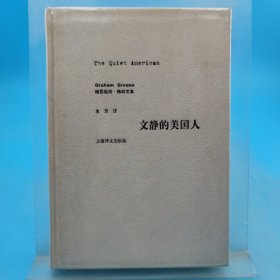 The Quiet American
Graham Greene
格雷厄姆·格林文集
主万 译
文静的美国人
上海译文出版社